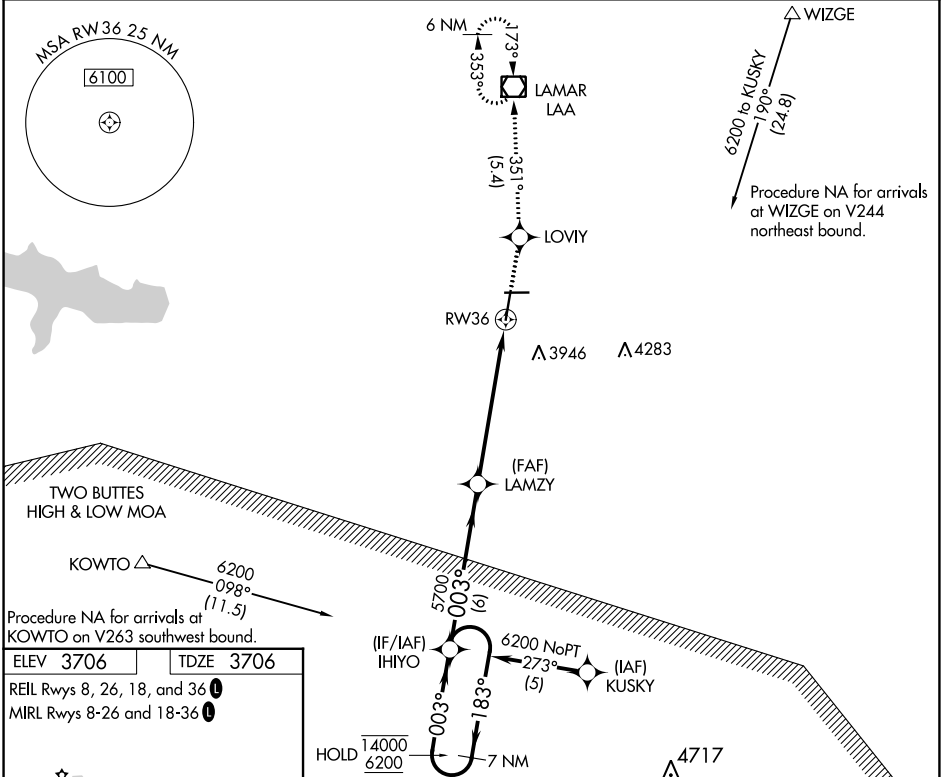 MSA RW36 25 NM
6100
6 NM
173°
353°
LAMAR
LAA
WIZGE
6200 to KUSKY
190°
(24.8)
Procedure NA for arrivals
at WIZGE on V244
northeast bound.
351°
(5.4)
LOVIY
RW36
3946
4283
(FAF)
LAMZY
TWO BUTTES
HIGH & LOW MOA
KOWTO
6200
098°
(11.5)
Procedure NA for arrivals at
KOWTO on V263 southwest bound.
5700
003°
(6)
(IF/IAF)
IHIYO
6200 NoPT
273°
(5)
(IAF)
KUSKY
003°
183°
HOLD
14000
6200
7 NM
4717
ELEV 3706
TDZE 3706
REIL Rwys 8, 26, 18, and 36 L
MIRL Rwys 8-26 and 18-36 L